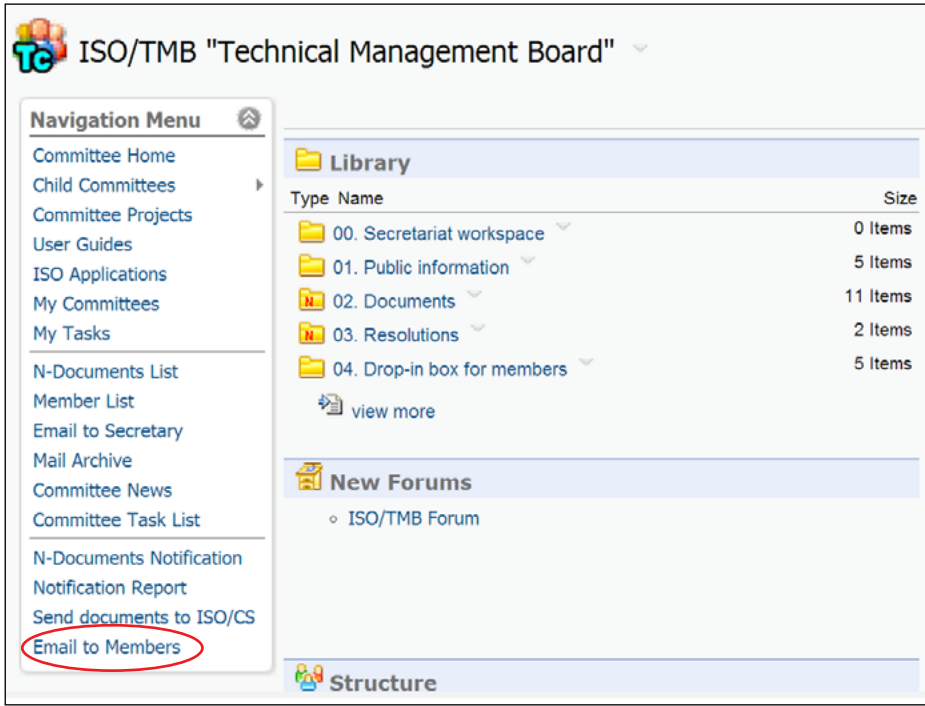 TC ISO/TMB "Technical Management Board"
Navigation Menu
Committee Home
Child Committees
Committee Projects
User Guides
ISO Applications
My Committees
My Tasks
N-Documents List
Member List
Email to Secretary
Mail Archive
Committee News
Committee Task List
N-Documents Notification
Notification Report
Send documents to ISO/CS
Email to Members
Library
Type Name Size
00. Secretariat workspace 0 Items
01. Public information 5 Items
N 02. Documents 11 Items
N 03. Resolutions 2 Items
04. Drop-in box for members 5 Items
view more
New Forums
ISO/TMB Forum
Structure